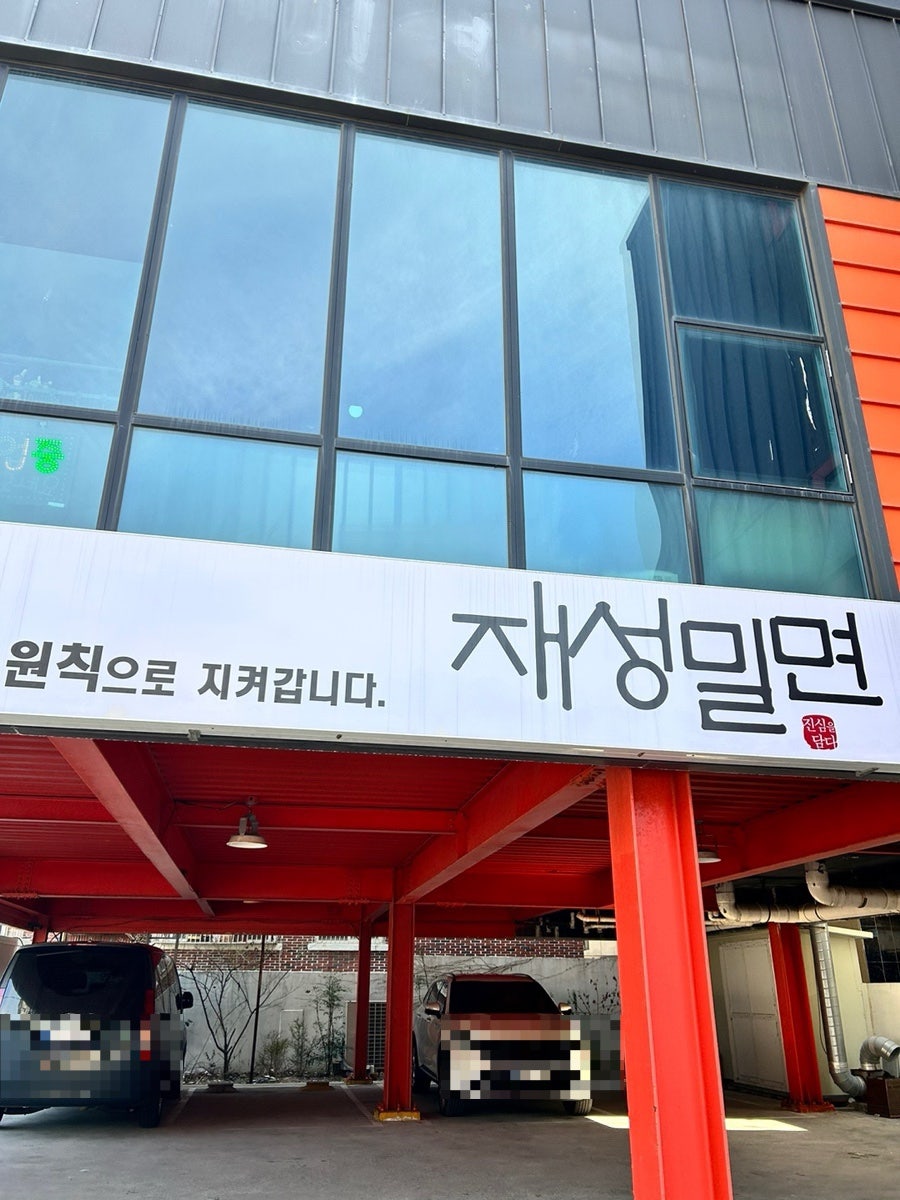 원칙으로 지켜갑니다.
재성밀면
진심을
담다